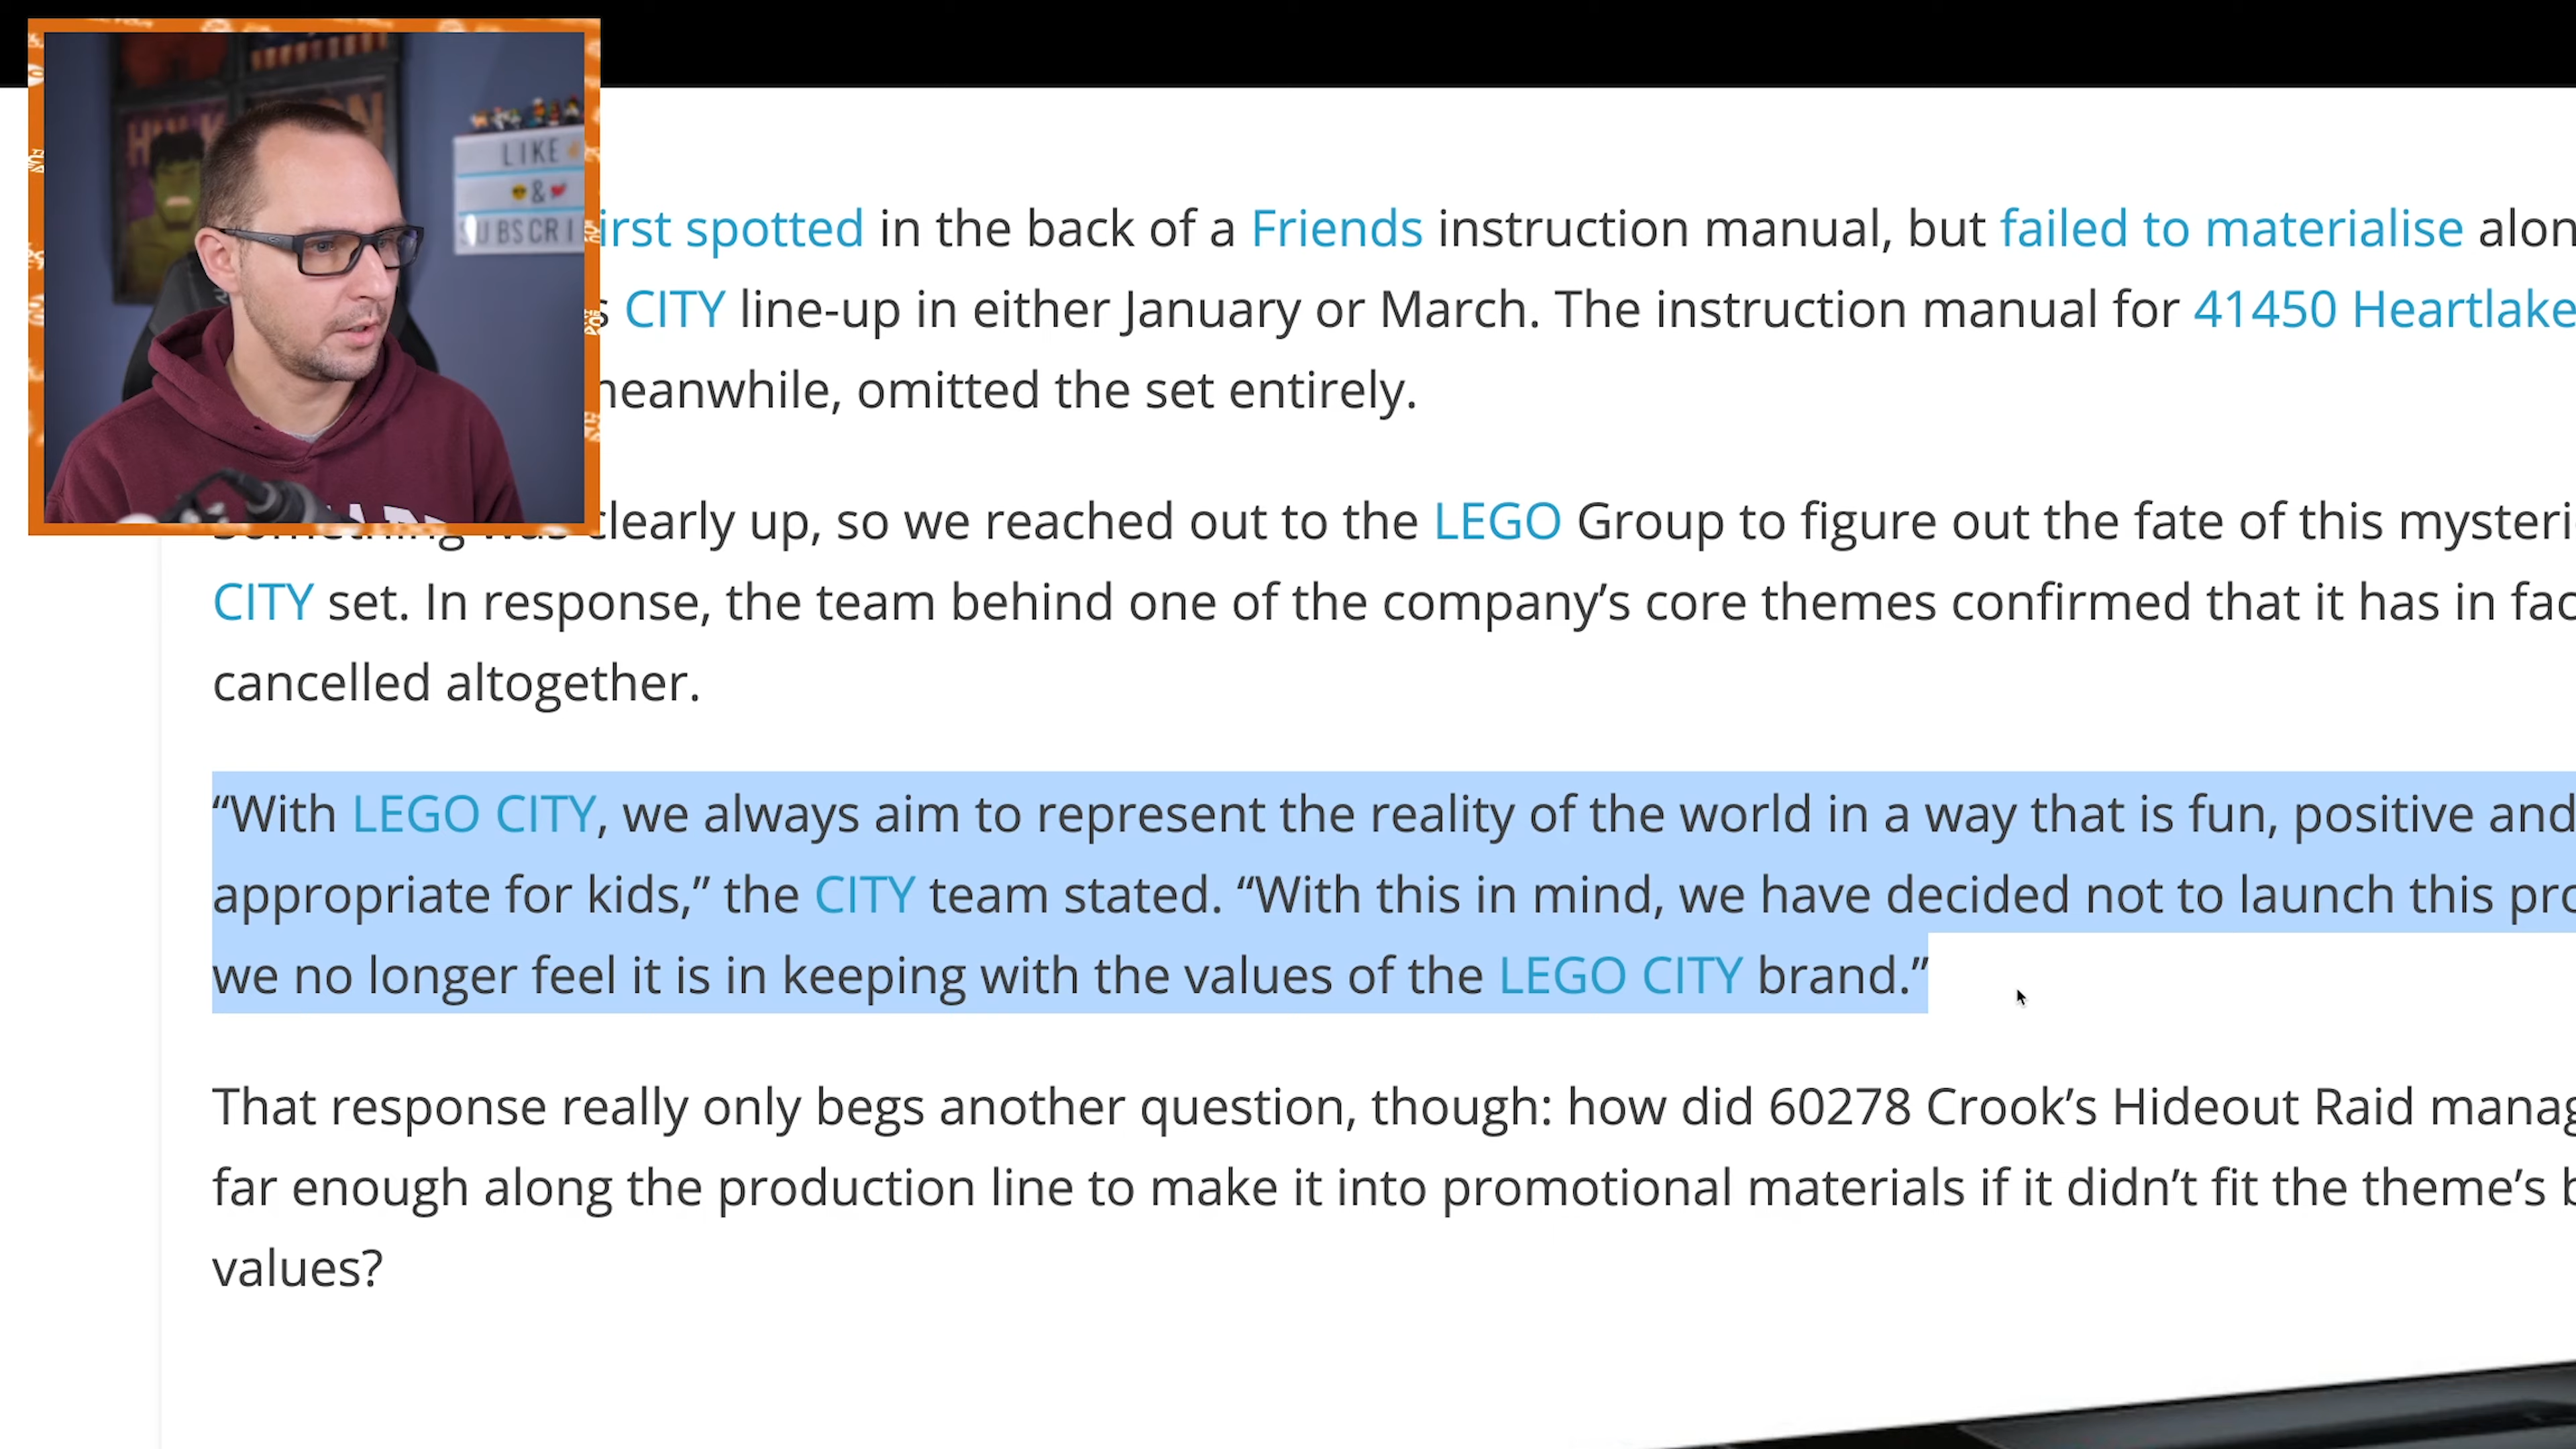 LIKE
&
SUBSCRI
irst spotted in the back of a Friends instruction manual, but failed to materialise alon
s CITY line-up in either January or March. The instruction manual for 41450 Heartlake
meanwhile, omitted the set entirely.
Something was clearly up, so we reached out to the LEGO Group to figure out the fate of this mysteri
CITY set. In response, the team behind one of the company’s core themes confirmed that it has in fac
cancelled altogether.
“With LEGO CITY, we always aim to represent the reality of the world in a way that is fun, positive and
appropriate for kids,” the CITY team stated. “With this in mind, we have decided not to launch this pro
we no longer feel it is in keeping with the values of the LEGO CITY brand.”
That response really only begs another question, though: how did 60278 Crook’s Hideout Raid manag
far enough along the production line to make it into promotional materials if it didn’t fit the theme’s b
values?